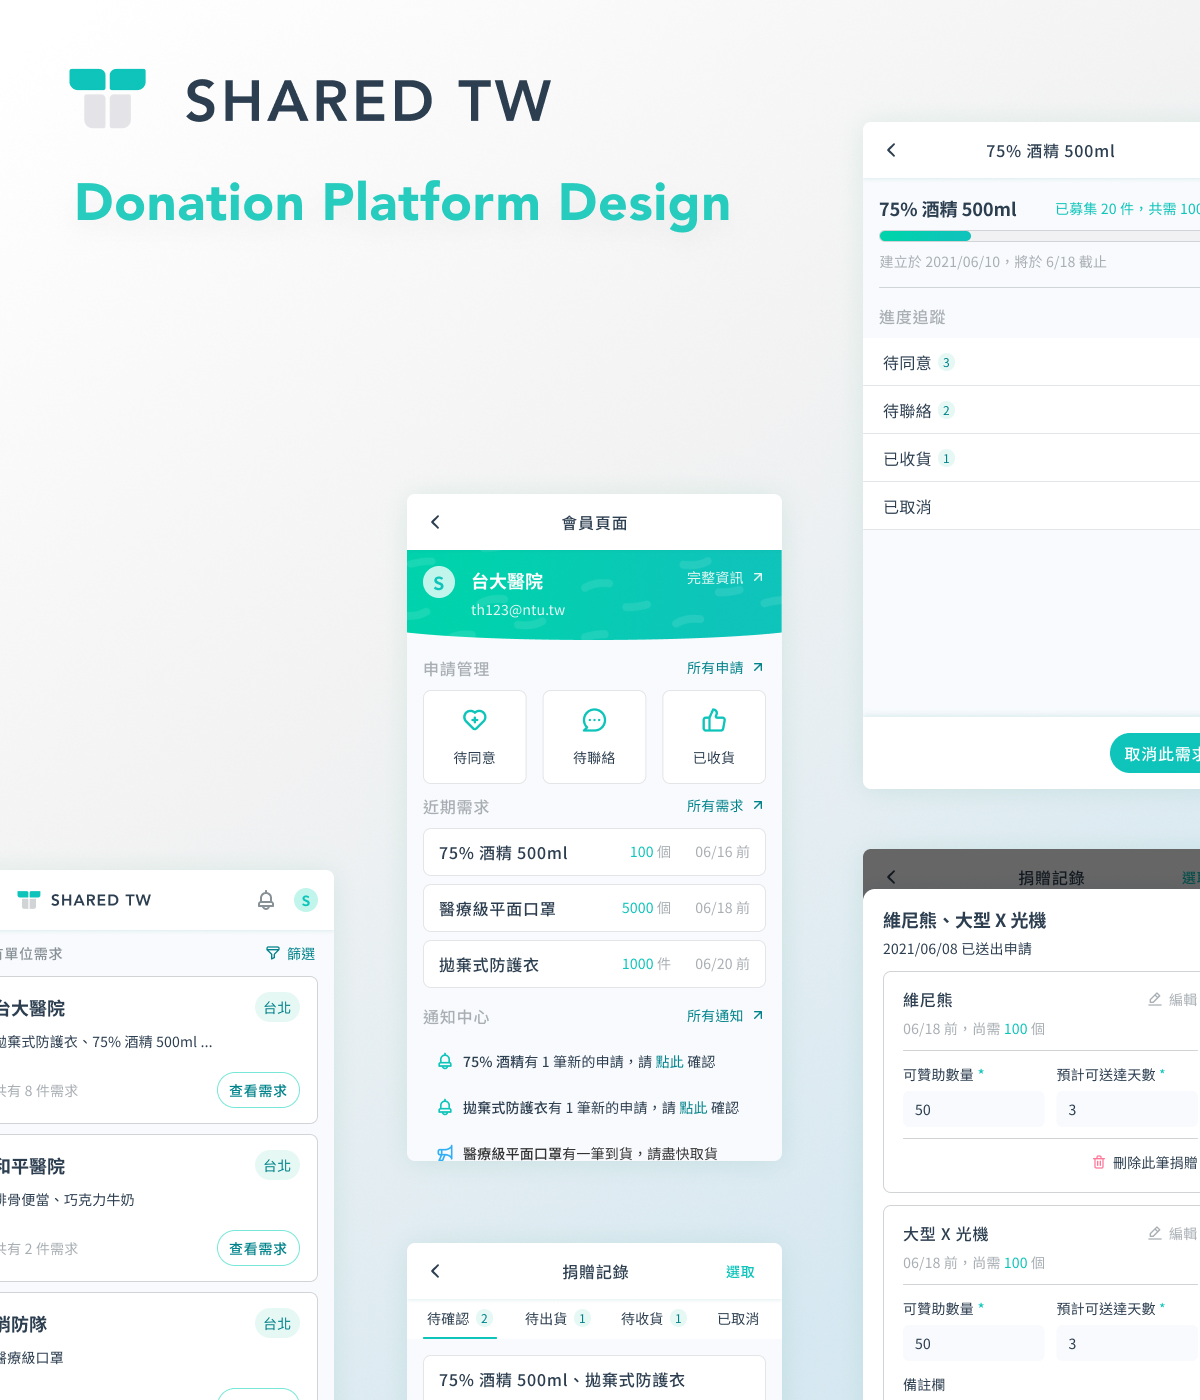 SHARED TW
Donation Platform Design
75% 酒精 500ml
75% 酒精 500ml
已募集 20 件，共需 100
建立於 2021/06/10，將於 6/18 截止
進度追蹤
待同意 3
待聯絡 2
已收貨 1
已取消
取消此需求
會員頁面
S 台大醫院 完整資訊
th123@ntu.tw
申請管理 所有申請
待同意 待聯絡 已收貨
近期需求 所有需求
75% 酒精 500ml 100 個 06/16 前
醫療級平面口罩 5000 個 06/18 前
拋棄式防護衣 1000 件 06/20 前
通知中心 所有通知
75% 酒精有 1 筆新的申請，請 點此 確認
拋棄式防護衣有 1 筆新的申請，請 點此 確認
醫療級平面口罩有一筆到貨，請盡快取貨
SHARED TW S
有單位需求 篩選
台大醫院 台北
拋棄式防護衣、75% 酒精 500ml ...
共有 8 件需求 查看需求
和平醫院 台北
排骨便當、巧克力牛奶
共有 2 件需求 查看需求
消防隊 台北
醫療級口罩
捐贈記錄 選取
待確認 2 待出貨 1 待收貨 1 已取消
75% 酒精 500ml、拋棄式防護衣
捐贈記錄 選取
維尼熊、大型 X 光機
2021/06/08 已送出申請
維尼熊 編輯
06/18 前，尚需 100 個
可贊助數量 * 預計可送達天數 *
50 3
刪除此筆捐贈
大型 X 光機 編輯
06/18 前，尚需 100 個
可贊助數量 * 預計可送達天數 *
50 3
備註欄